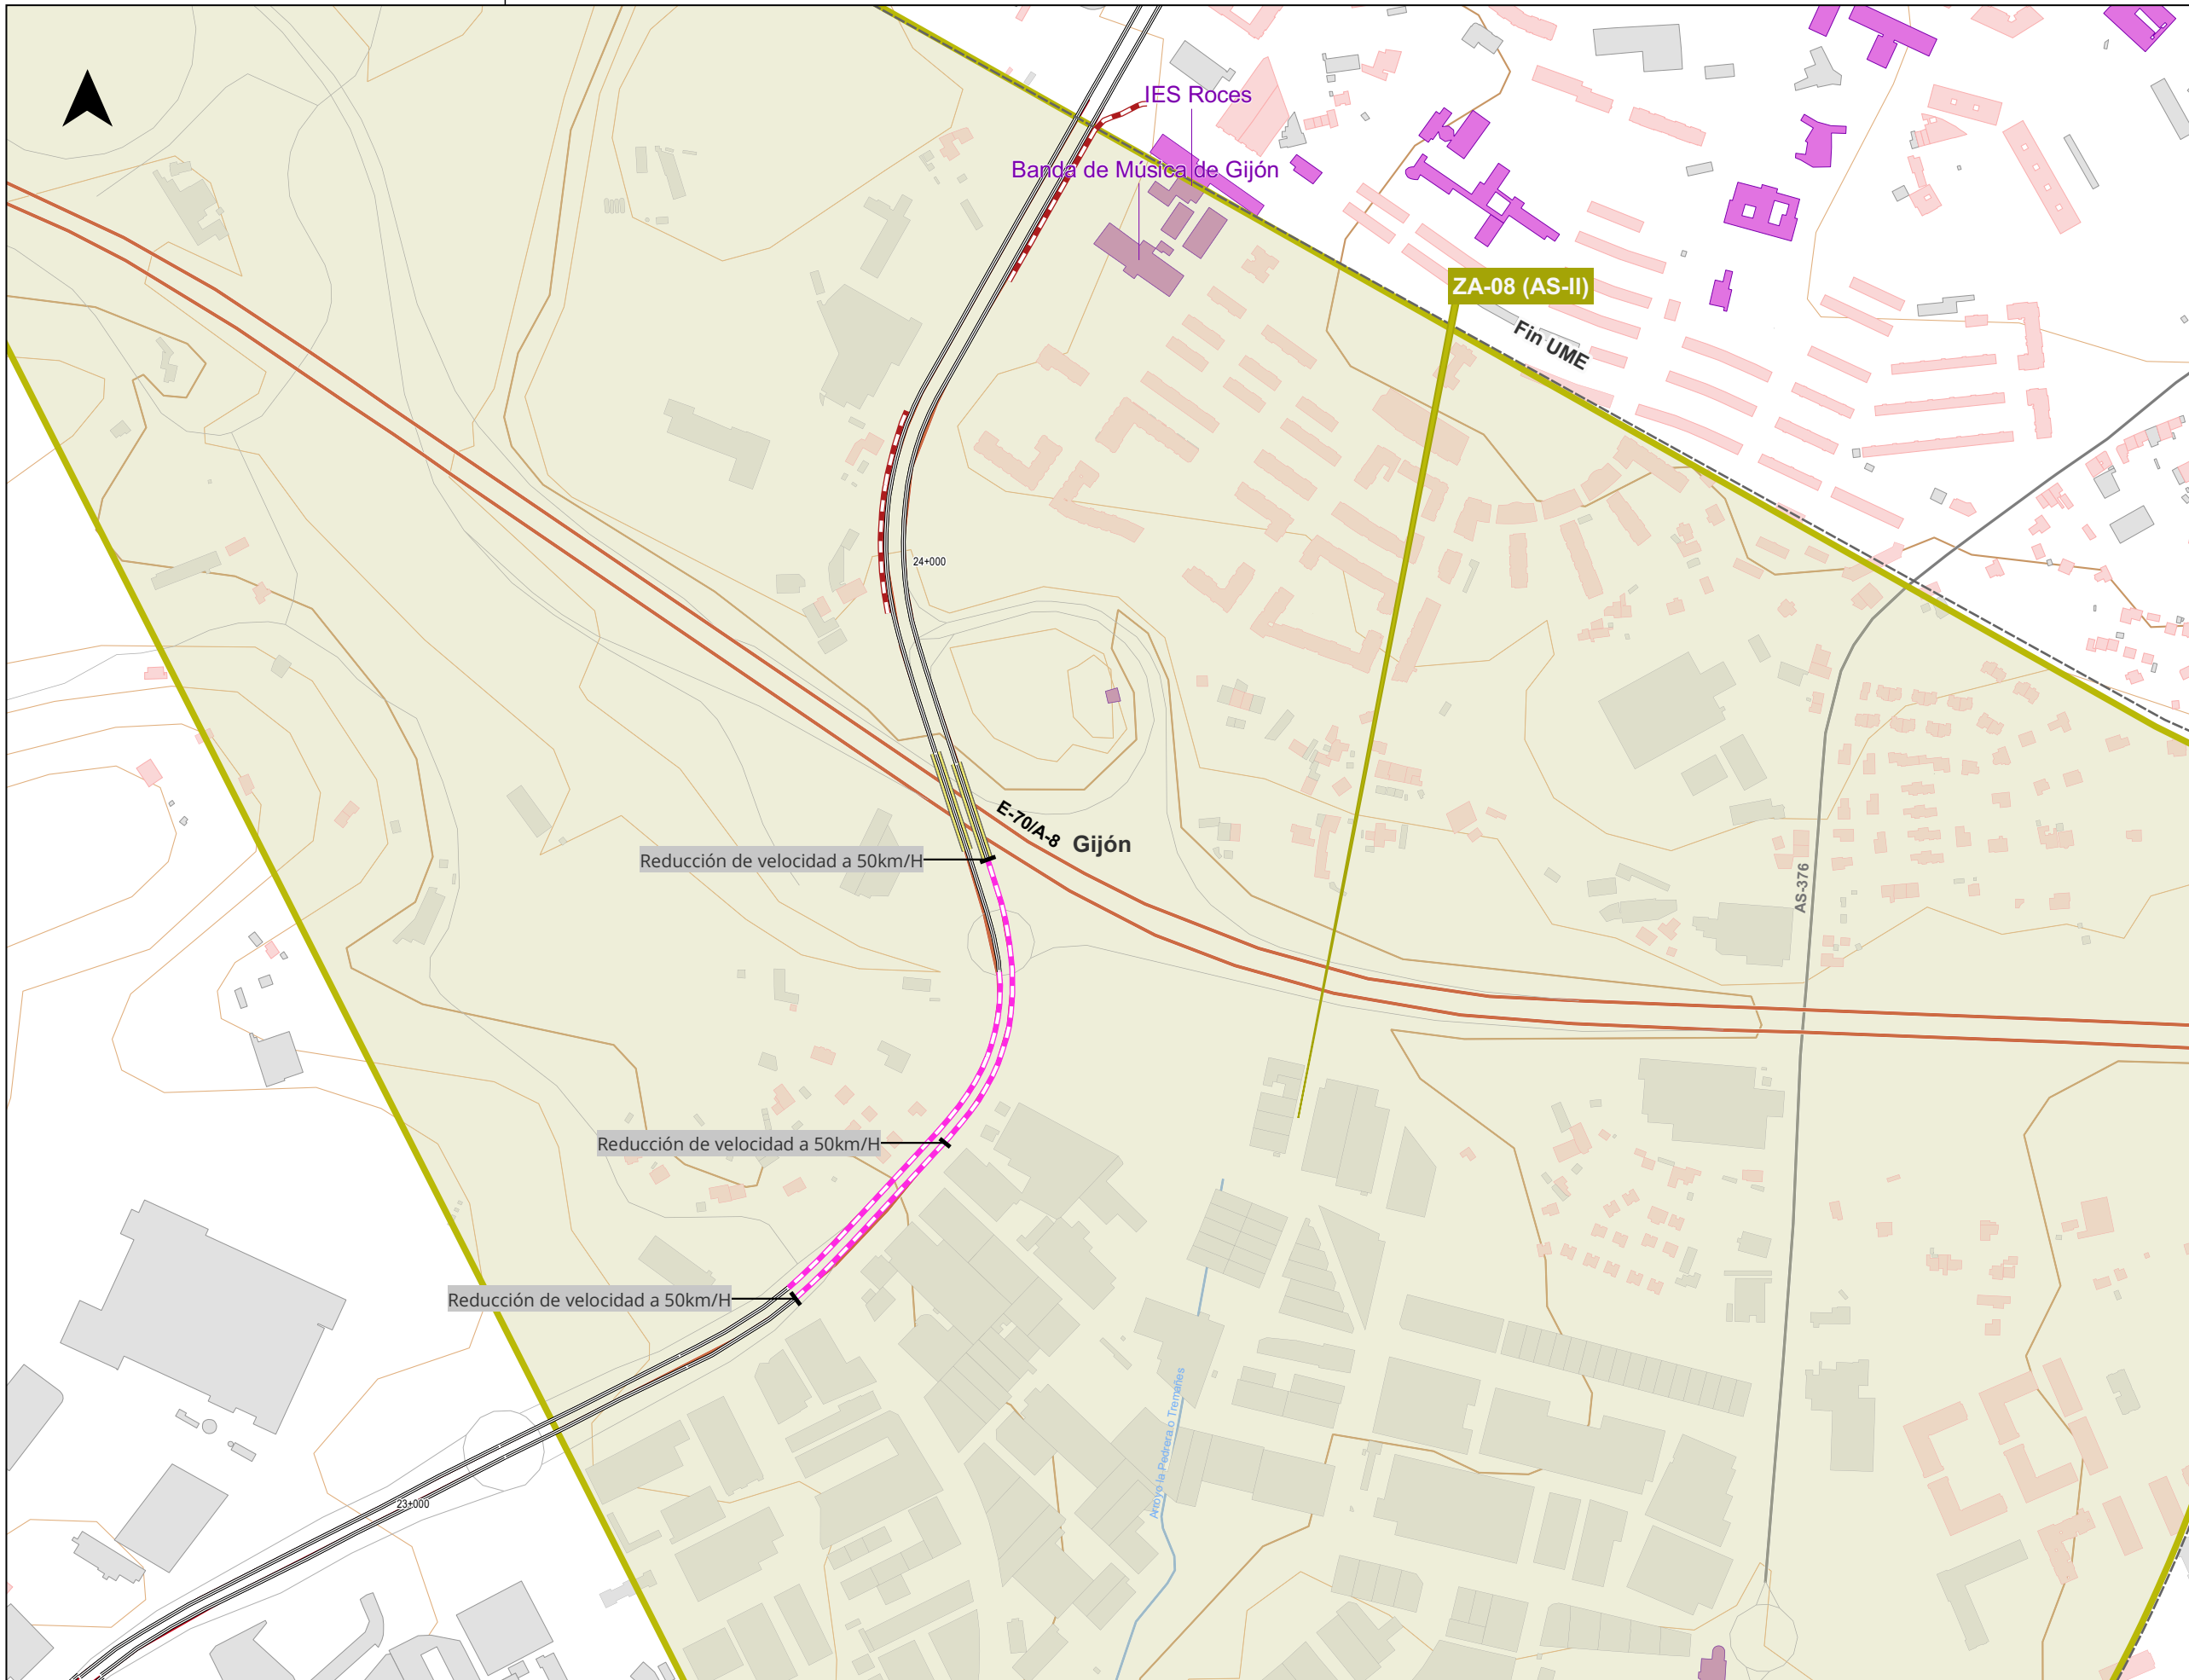 IES Roces
Banda de Música de Gijón
ZA-08 (AS-II)
Fin UME
24+000
E-70/A-8
Gijón
Reducción de velocidad a 50km/H
AS-376
Reducción de velocidad a 50km/H
Reducción de velocidad a 50km/H
Arroyo la Pedrera o Tremañes
23+000